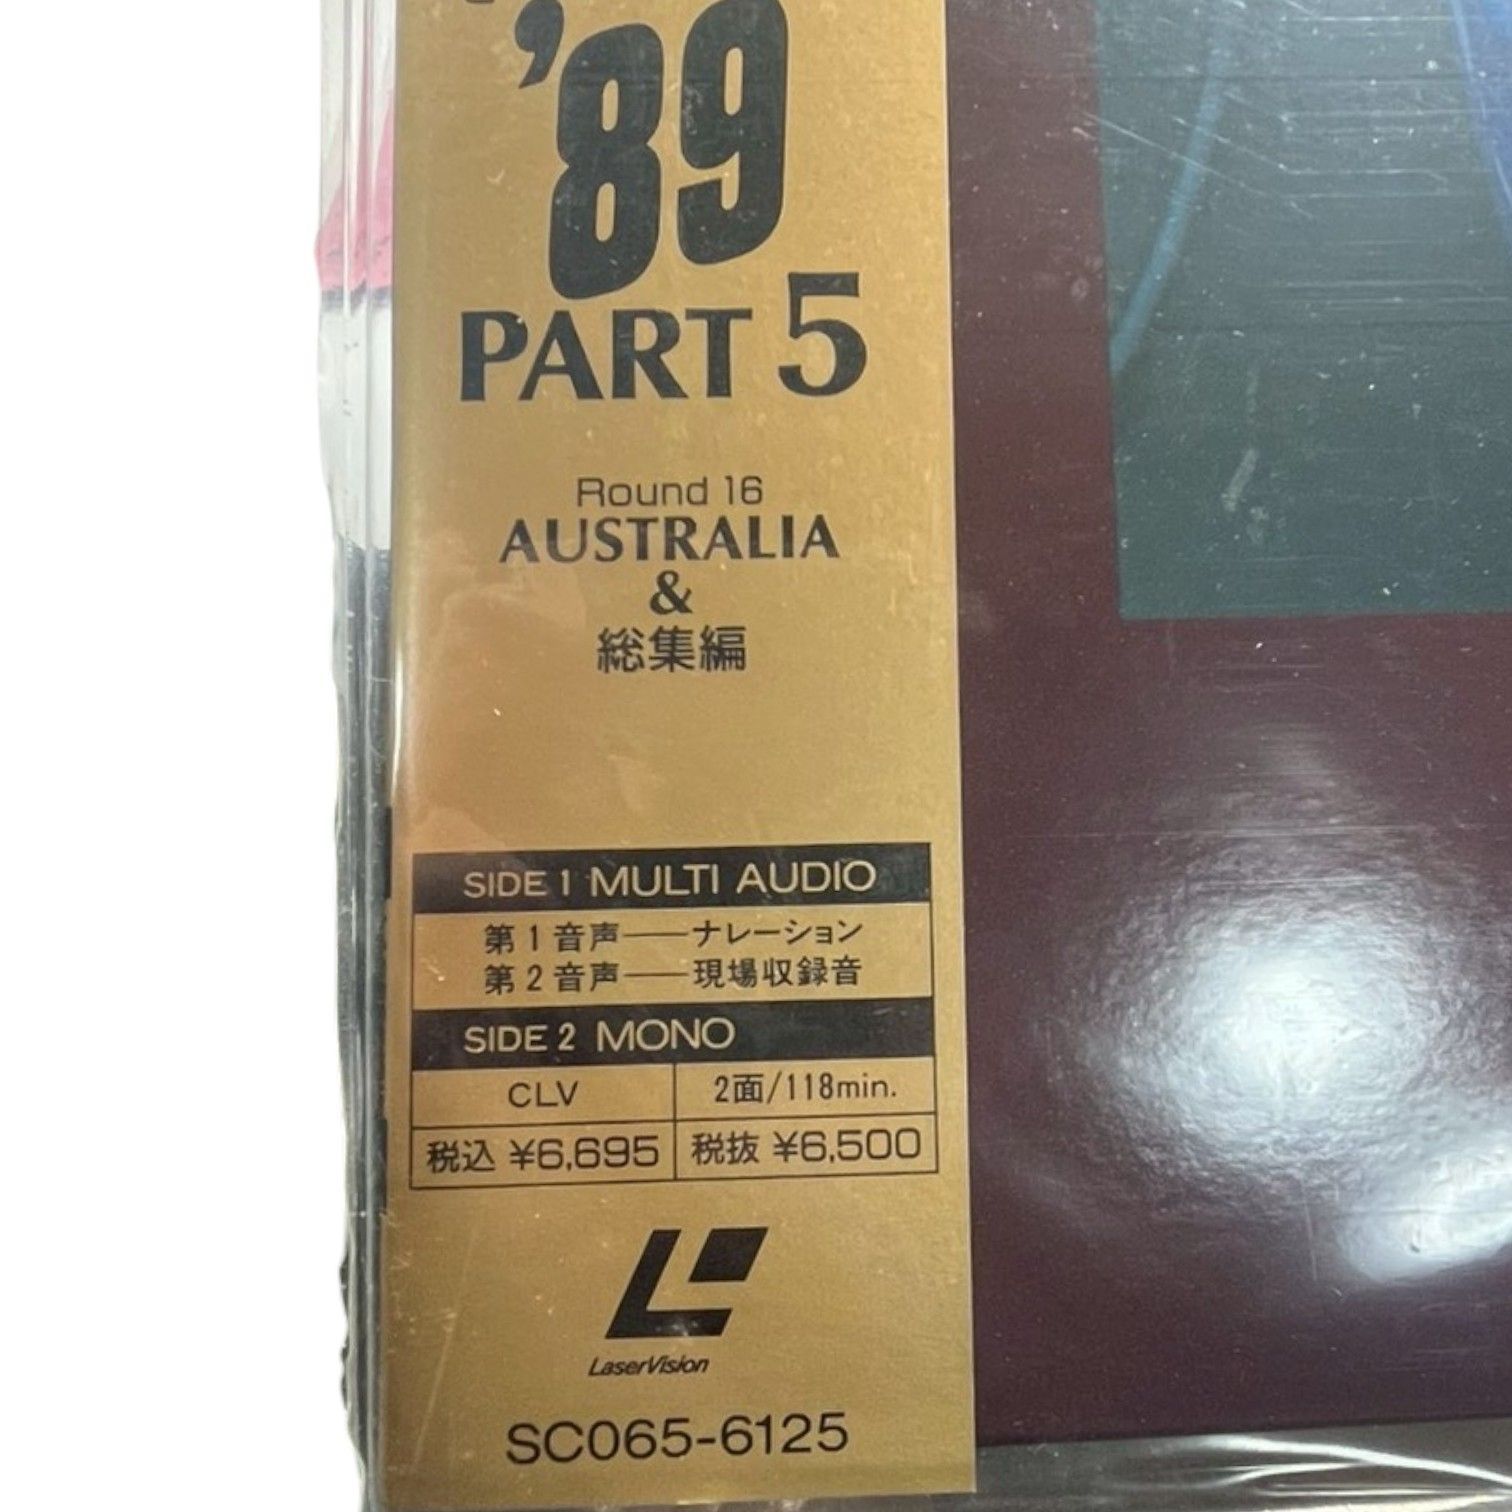 '89
PART 5
Round 16
AUSTRALIA
&
総集編
SIDE 1 MULTI AUDIO
第1音声——ナレーション
第2音声——現場収録音
SIDE 2 MONO
CLV
2面/118min.
税込 ¥6,695
税抜 ¥6,500
LaserVision
SC065-6125